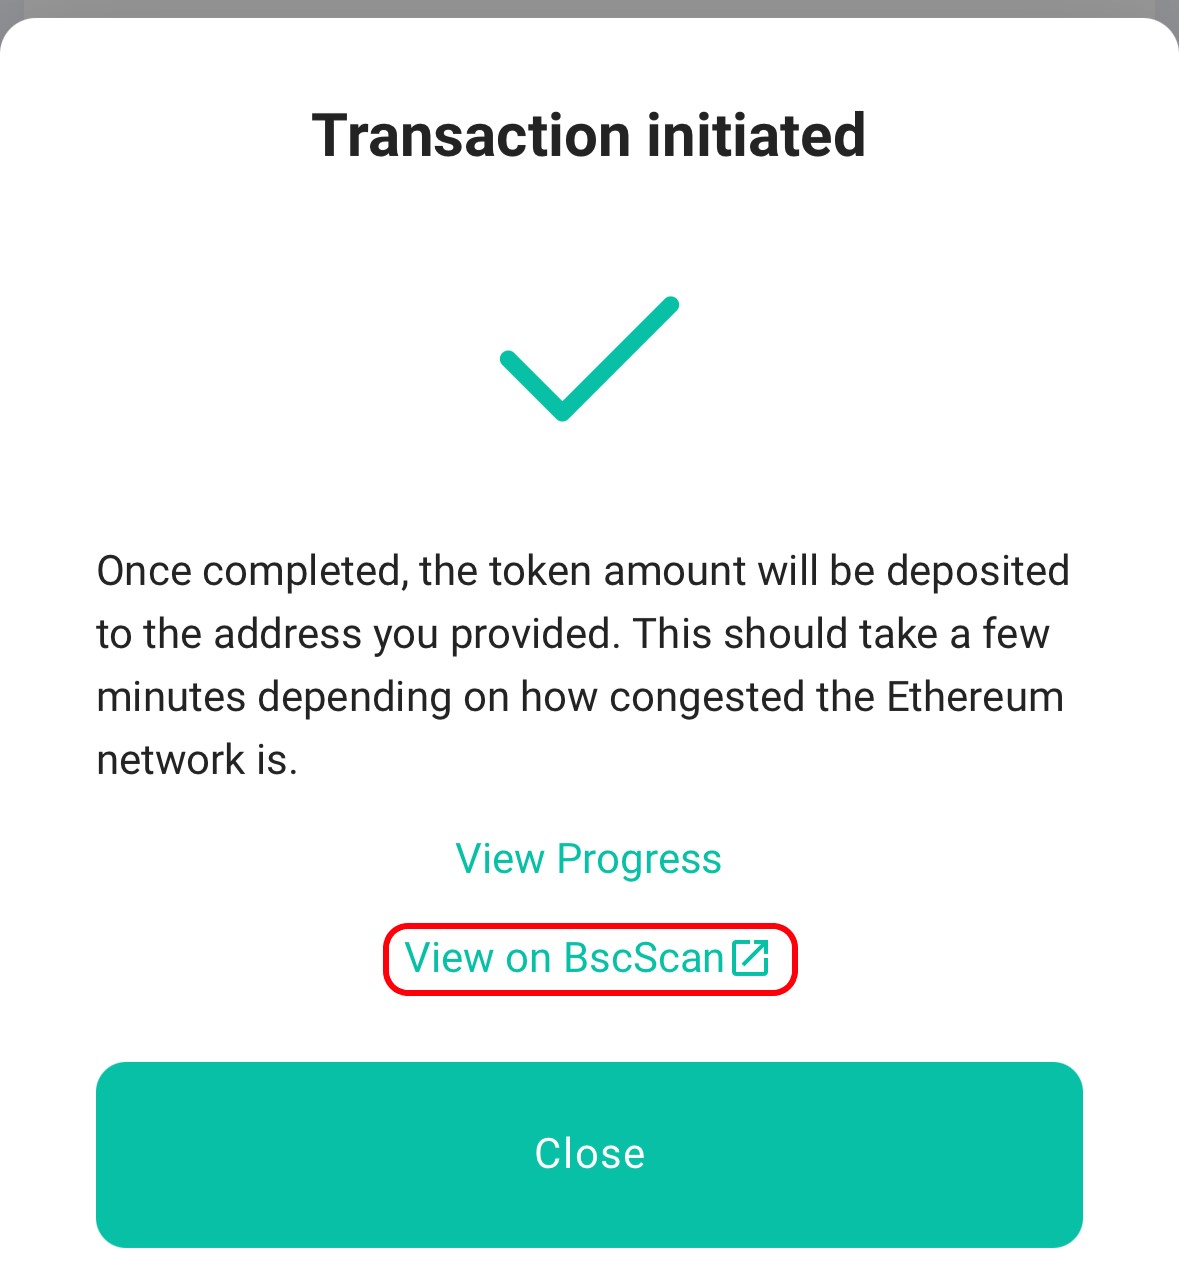 Transaction initiated
Once completed, the token amount will be deposited
to the address you provided. This should take a few
minutes depending on how congested the Ethereum
network is.
View Progress
View on BscScan
Close